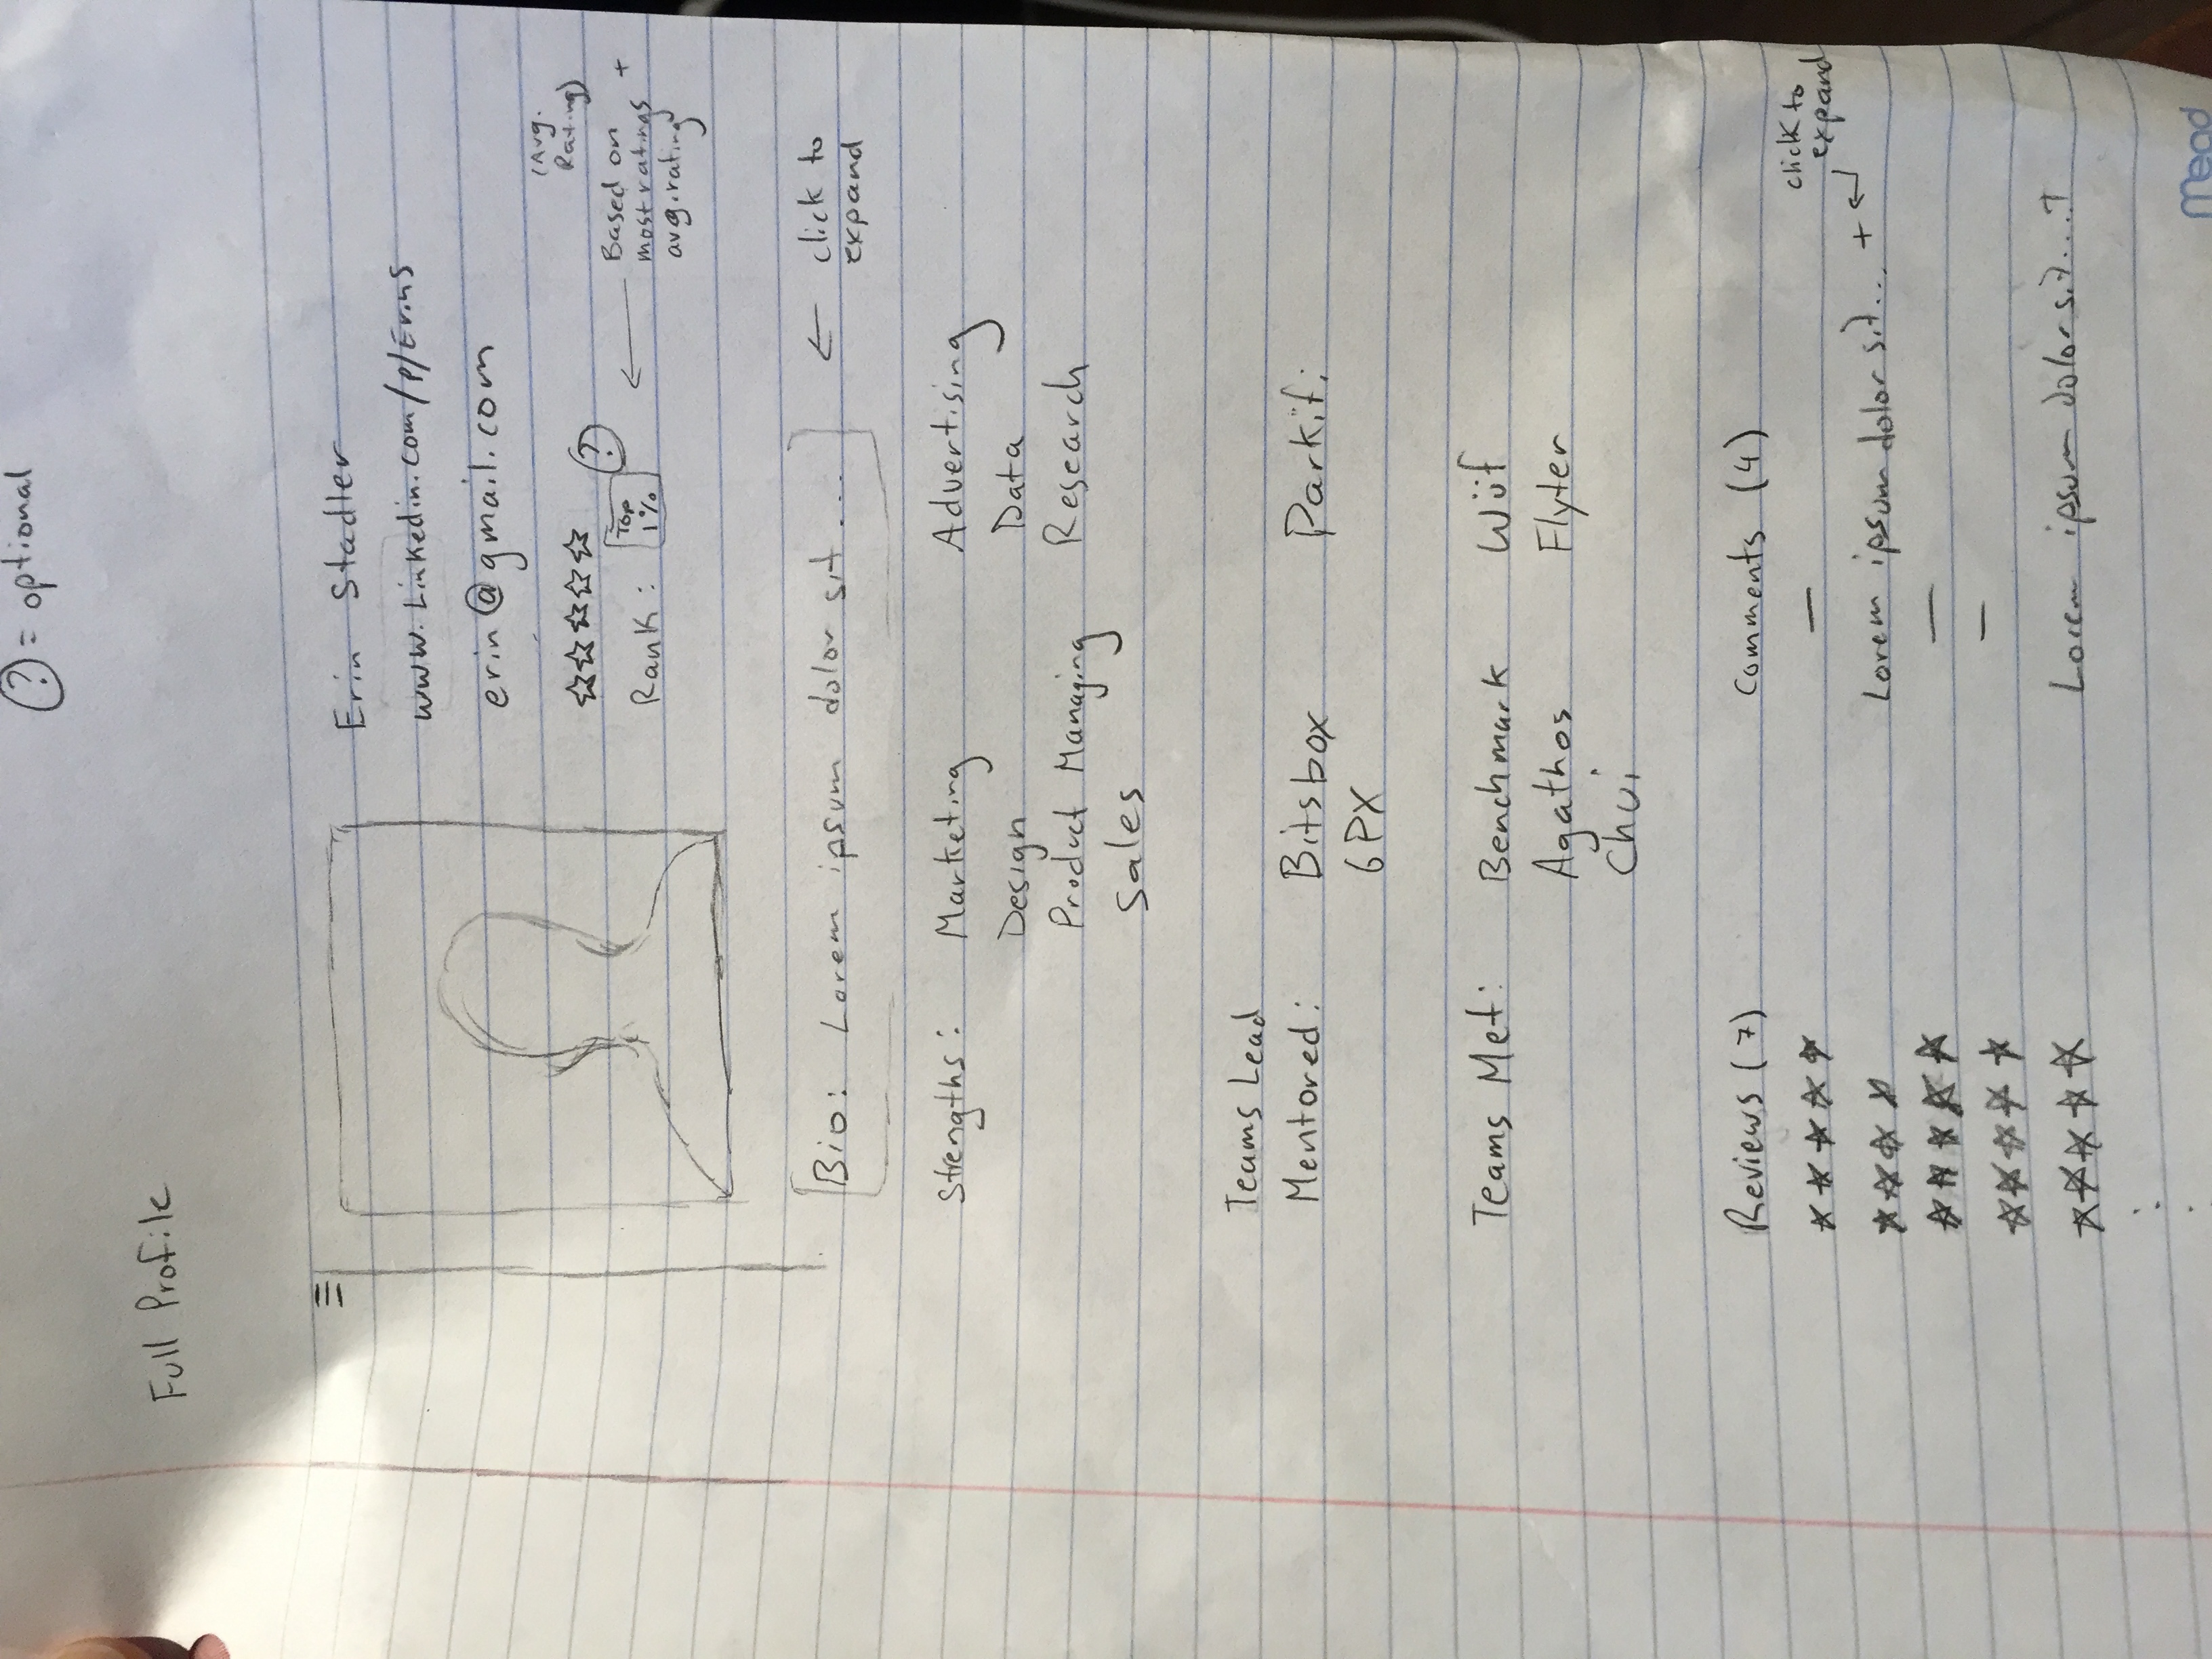 ? = optional
Full Profile
Erin Stadler
www.Linkedin.com/p/ErinS
erin@gmail.com
(Avg. Rating)
Rank: Top 1% ?
Based on + most ratings avg. rating
Bio: Lorem ipsum dolor sit...
click to expand
Strengths: Marketing Advertising
Design Data
Product Managing Research
Sales
Teams Lead
Mentored: Bitsbox Parkifi
6PX
Teams Met: Benchmark Wüf
Agathos Flyter
Chui
Reviews (7) Comments (4)
click to expand
Lorem ipsum dolor sit... +
Lorem ipsum dolor sit.... +
Mead